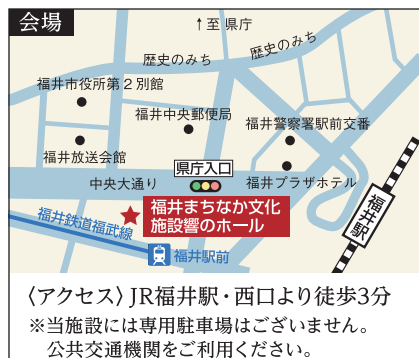 会場
↑至 県庁
歴史のみち
歴史のみち
福井市役所第2別館
福井中央郵便局
福井警察署駅前交番
福井放送会館
県庁入口
中央大通り
福井プラザホテル
福井まちなか文化
施設響のホール
福井鉄道福武線
福井駅
福井駅前
〈アクセス〉JR福井駅・西口より徒歩3分
※当施設には専用駐車場はございません。
公共交通機関をご利用ください。